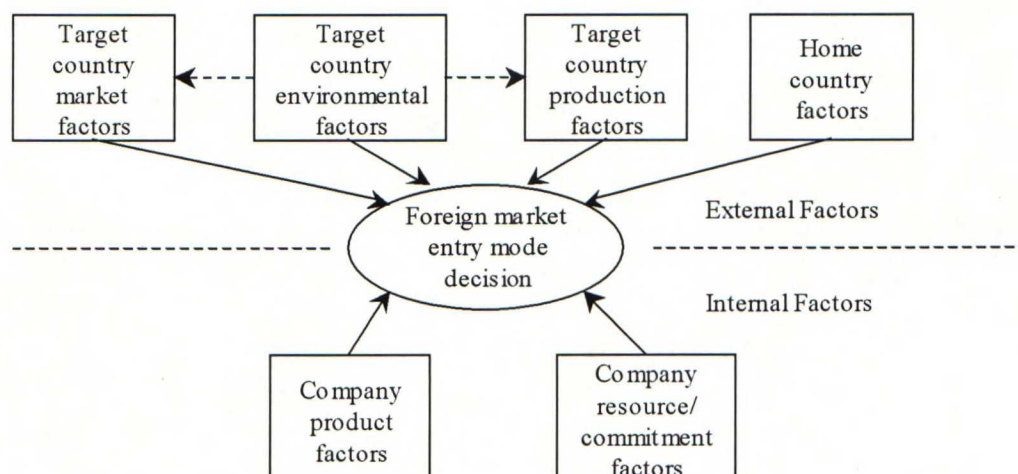 Target
country
market
factors
Target
country
environmental
factors
Target
country
production
factors
Home
country
factors
Foreign market
entry mode
decision
External Factors
Internal Factors
Company
product
factors
Company
resource/
commitment
factors